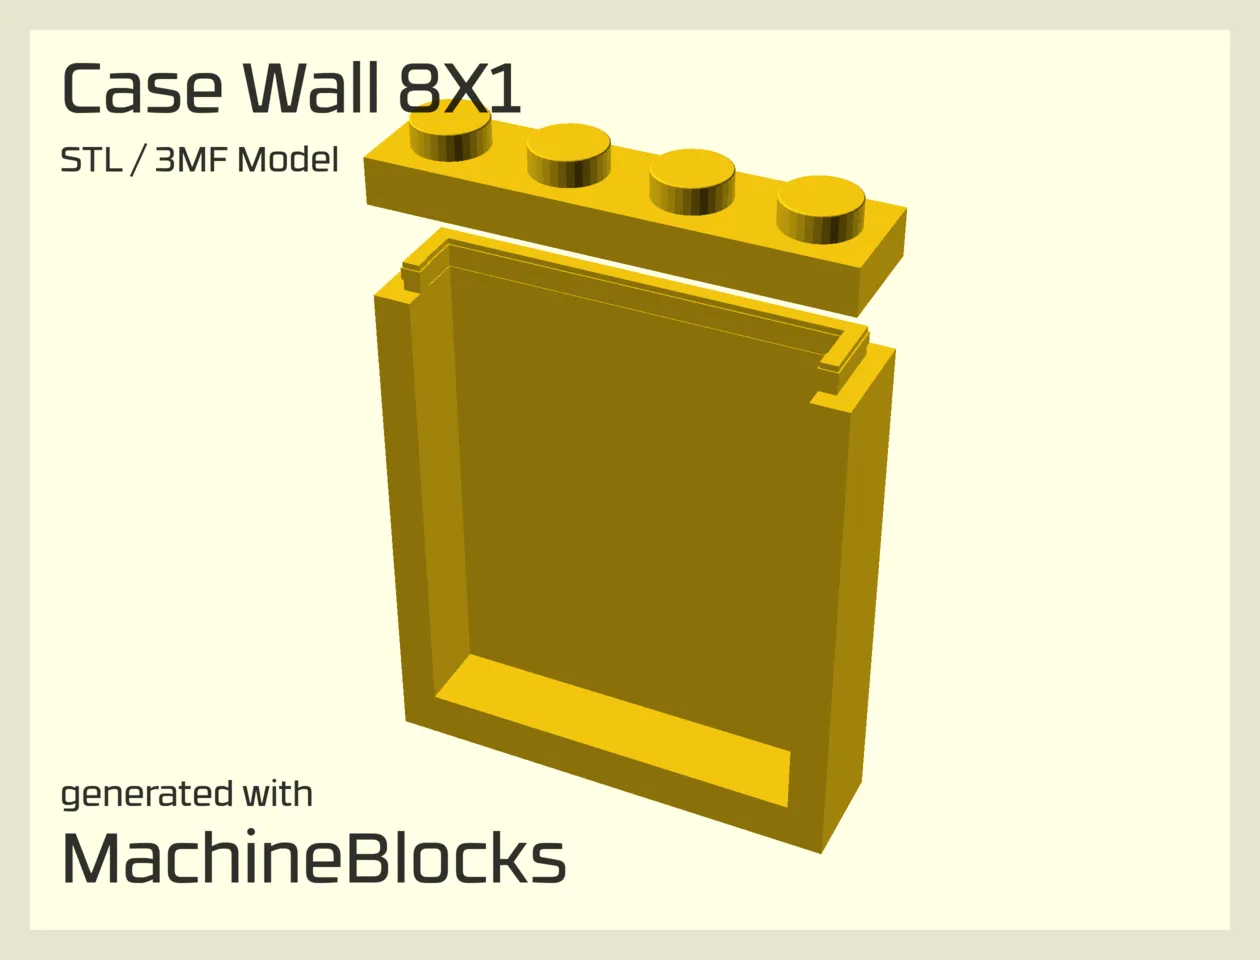 Case Wall 8X1
STL / 3MF Model
generated with
MachineBlocks